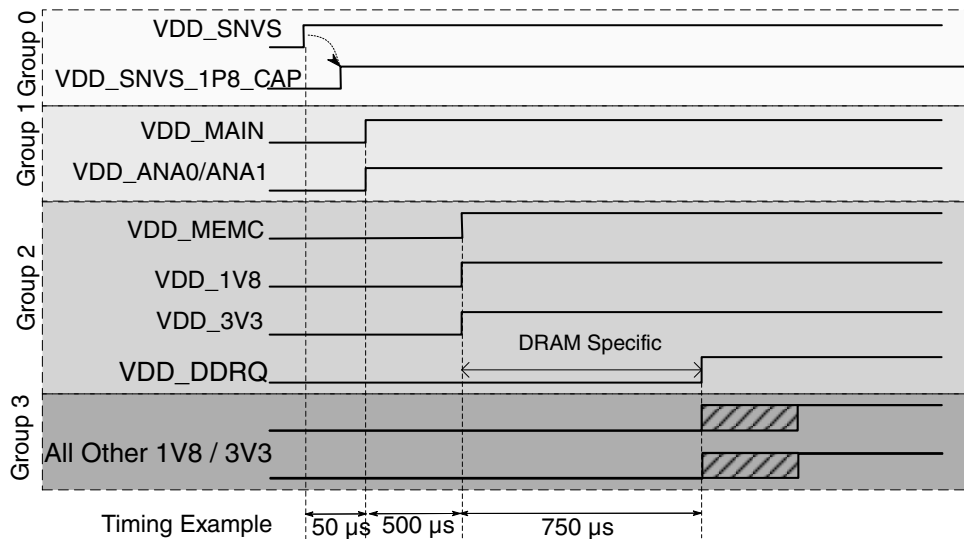 Group 0
VDD_SNVS
VDD_SNVS_1P8_CAP
Group 1
VDD_MAIN
VDD_ANA0/ANA1
Group 2
VDD_MEMC
VDD_1V8
VDD_3V3
DRAM Specific
VDD_DDRQ
Group 3
All Other 1V8 / 3V3
Timing Example 50 µs 500 µs 750 µs